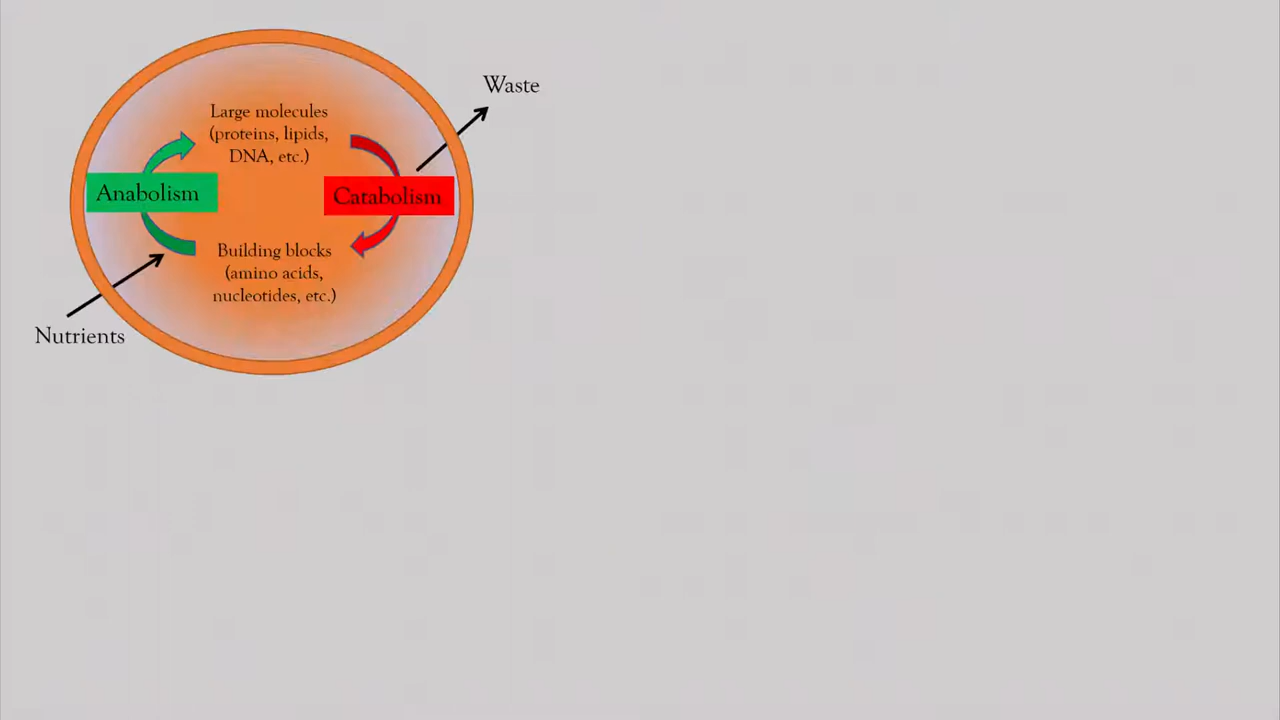 Waste
Large molecules
(proteins, lipids,
DNA, etc.)
Anabolism
Catabolism
Building blocks
(amino acids,
nucleotides, etc.)
Nutrients